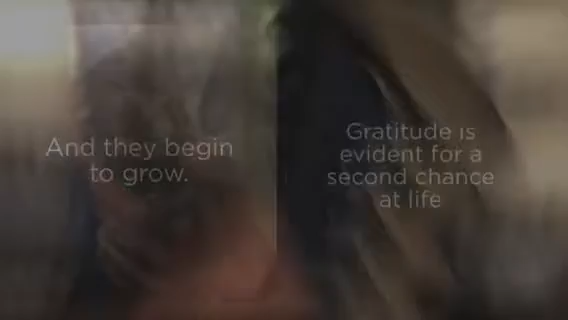 And they begin
to grow.
Gratitude is
evident for a
second chance
at life